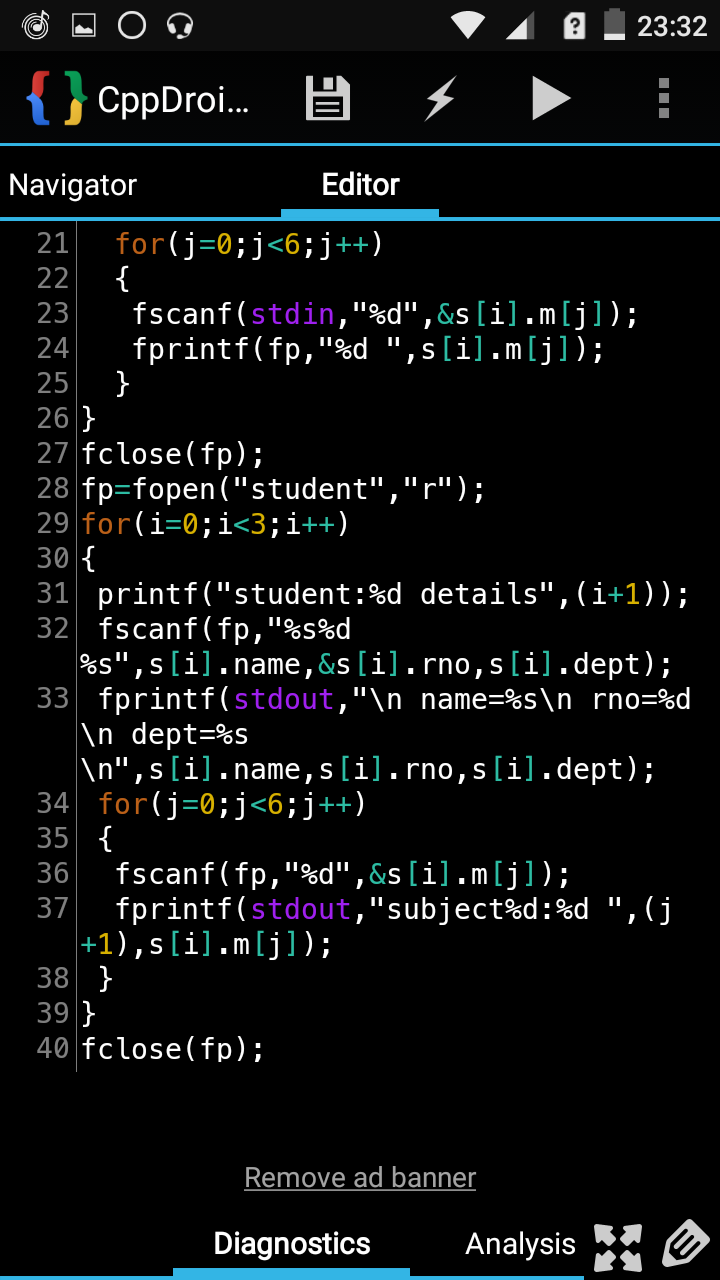 23:32
CppDroi...
Navigator
Editor
21 for(j=0;j<6;j++)
22 {
23 fscanf(stdin,"%d",&s[i].m[j]);
24 fprintf(fp,"%d ",s[i].m[j]);
25 }
26 }
27 fclose(fp);
28 fp=fopen("student","r");
29 for(i=0;i<3;i++)
30 {
31 printf("student:%d details",(i+1));
32 fscanf(fp,"%s%d
%s",s[i].name,&s[i].rno,s[i].dept);
33 fprintf(stdout,"\n name=%s\n rno=%d
\n dept=%s
\n",s[i].name,s[i].rno,s[i].dept);
34 for(j=0;j<6;j++)
35 {
36 fscanf(fp,"%d",&s[i].m[j]);
37 fprintf(stdout,"subject%d:%d ",(j
+1),s[i].m[j]);
38 }
39 }
40 fclose(fp);
Remove ad banner
Diagnostics
Analysis